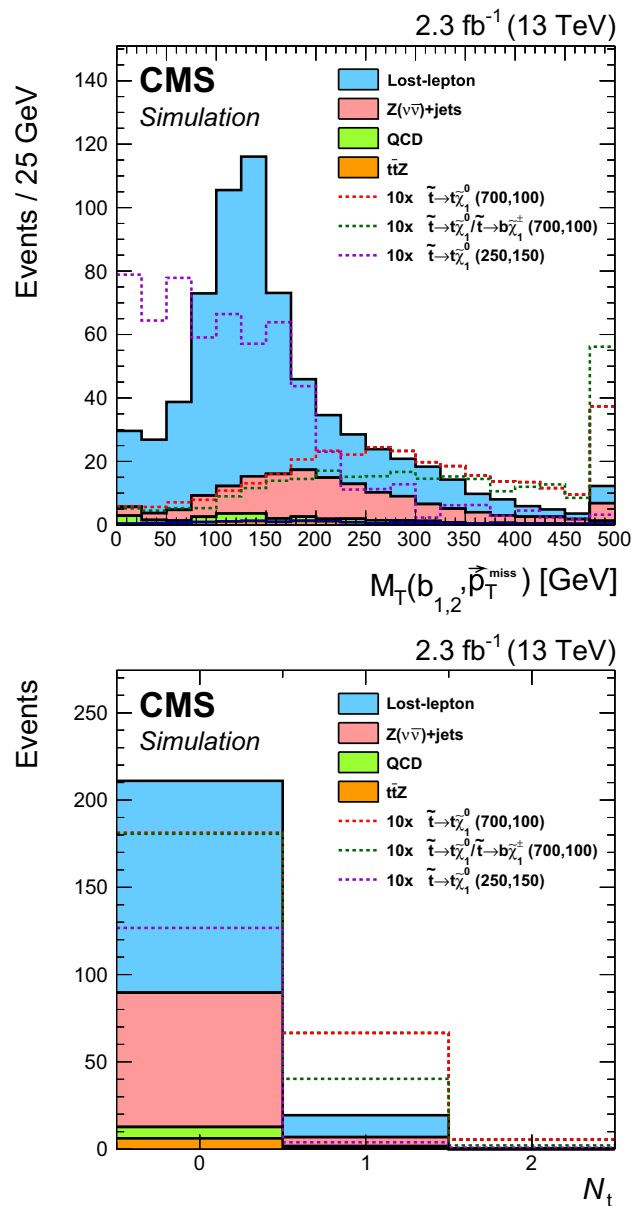 2.3 fb⁻¹ (13 TeV)
CMS
Simulation
Lost-lepton
Z(νν̄)+jets
QCD
tt̄Z
10x t̃→tχ̃₁⁰ (700,100)
10x t̃→tχ̃₁⁰/t̃→bχ̃₁± (700,100)
10x t̃→tχ̃₁⁰ (250,150)
Events / 25 GeV
140
120
100
80
60
40
20
0
0 50 100 150 200 250 300 350 400 450 500
M_T(b₁,₂,p⃗_T^miss) [GeV]
2.3 fb⁻¹ (13 TeV)
CMS
Simulation
Lost-lepton
Z(νν̄)+jets
QCD
tt̄Z
10x t̃→tχ̃₁⁰ (700,100)
10x t̃→tχ̃₁⁰/t̃→bχ̃₁± (700,100)
10x t̃→tχ̃₁⁰ (250,150)
Events
250
200
150
100
50
0
0 1 2
N_t